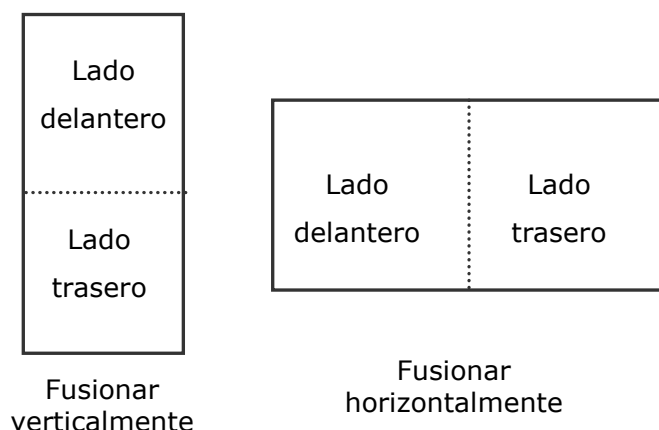 Lado
delantero
Lado
trasero
Fusionar
verticalmente
Lado
delantero
Lado
trasero
Fusionar
horizontalmente